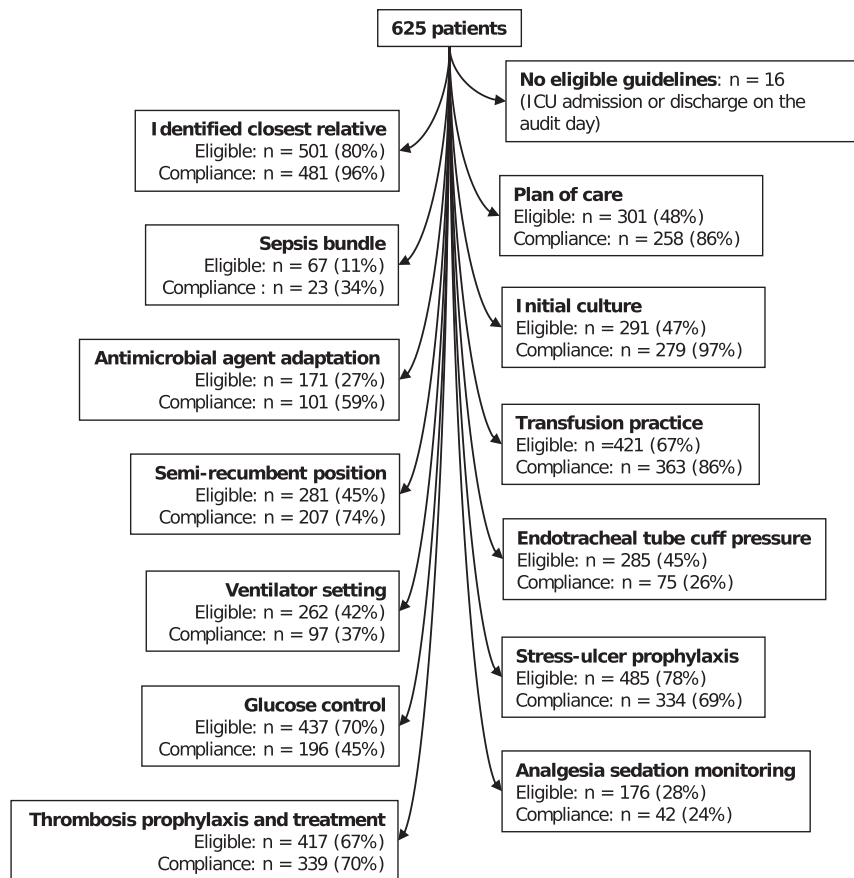 625 patients
No eligible guidelines: n = 16
(ICU admission or discharge on the
audit day)
Identified closest relative
Eligible: n = 501 (80%)
Compliance: n = 481 (96%)
Plan of care
Eligible: n = 301 (48%)
Compliance: n = 258 (86%)
Sepsis bundle
Eligible: n = 67 (11%)
Compliance : n = 23 (34%)
Initial culture
Eligible: n = 291 (47%)
Compliance: n = 279 (97%)
Antimicrobial agent adaptation
Eligible: n = 171 (27%)
Compliance: n = 101 (59%)
Transfusion practice
Eligible: n =421 (67%)
Compliance: n = 363 (86%)
Semi-recumbent position
Eligible: n = 281 (45%)
Compliance: n = 207 (74%)
Endotracheal tube cuff pressure
Eligible: n = 285 (45%)
Compliance: n = 75 (26%)
Ventilator setting
Eligible: n = 262 (42%)
Compliance: n = 97 (37%)
Stress-ulcer prophylaxis
Eligible: n = 485 (78%)
Compliance: n = 334 (69%)
Glucose control
Eligible: n = 437 (70%)
Compliance: n = 196 (45%)
Analgesia sedation monitoring
Eligible: n = 176 (28%)
Compliance: n = 42 (24%)
Thrombosis prophylaxis and treatment
Eligible: n = 417 (67%)
Compliance: n = 339 (70%)